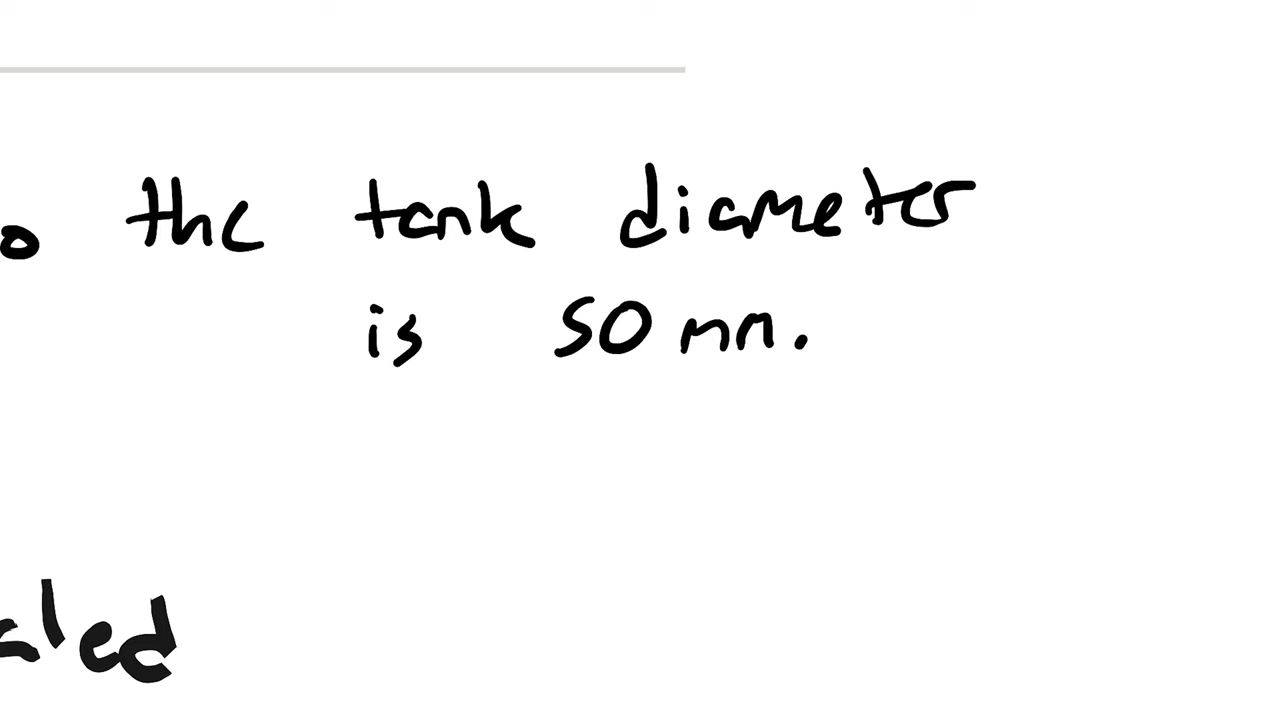 the tank diameter
is 50 mm.